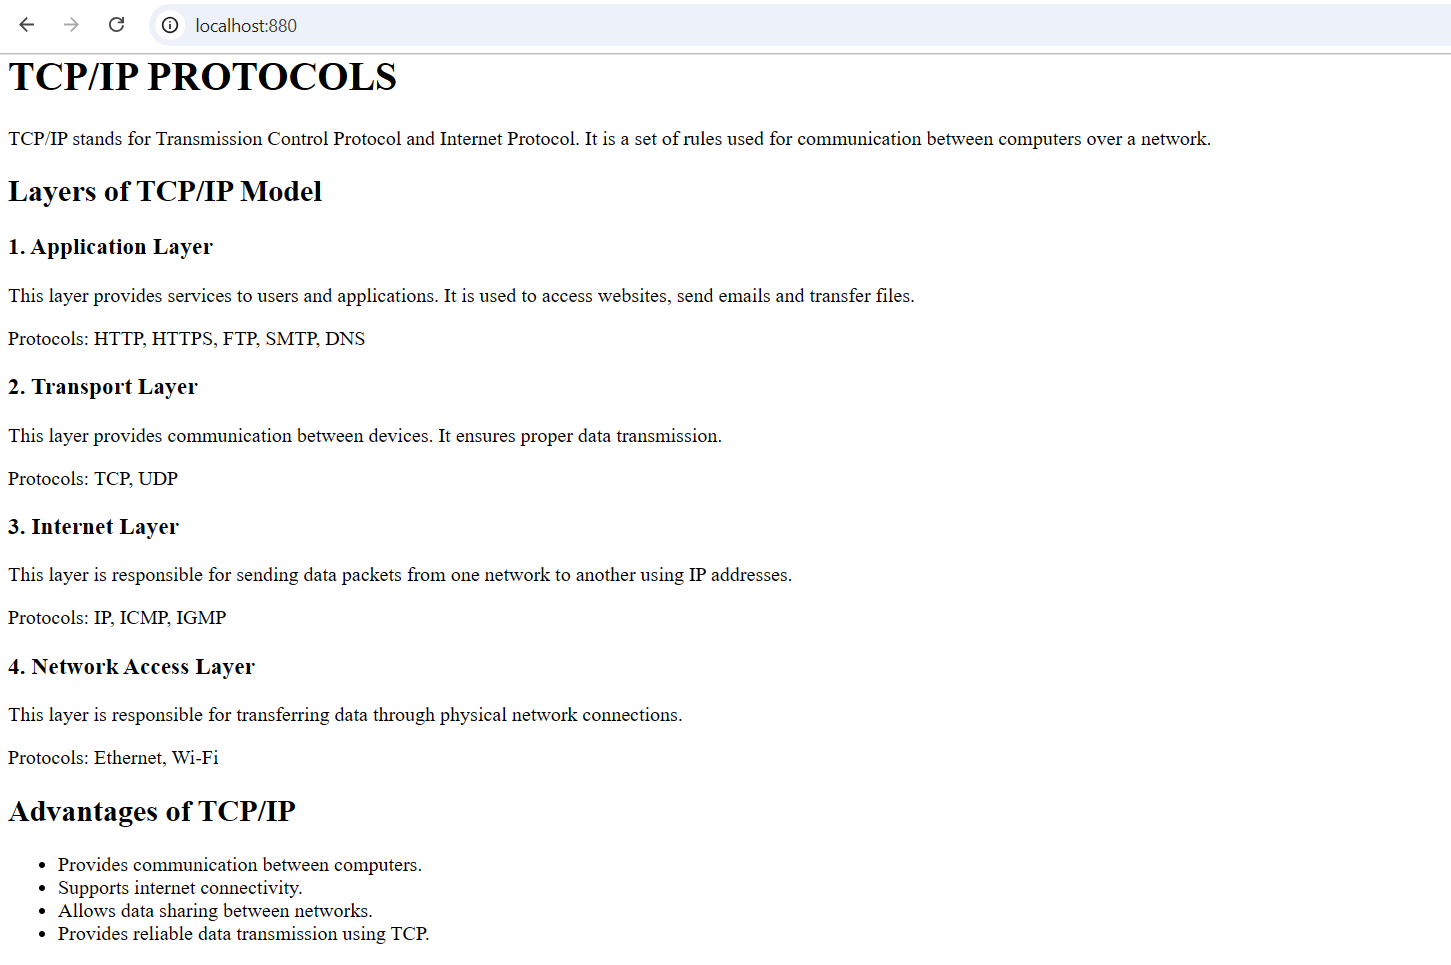 localhost:880
TCP/IP PROTOCOLS
TCP/IP stands for Transmission Control Protocol and Internet Protocol. It is a set of rules used for communication between computers over a network.
Layers of TCP/IP Model
1. Application Layer
This layer provides services to users and applications. It is used to access websites, send emails and transfer files.
Protocols: HTTP, HTTPS, FTP, SMTP, DNS
2. Transport Layer
This layer provides communication between devices. It ensures proper data transmission.
Protocols: TCP, UDP
3. Internet Layer
This layer is responsible for sending data packets from one network to another using IP addresses.
Protocols: IP, ICMP, IGMP
4. Network Access Layer
This layer is responsible for transferring data through physical network connections.
Protocols: Ethernet, Wi-Fi
Advantages of TCP/IP
• Provides communication between computers.
• Supports internet connectivity.
• Allows data sharing between networks.
• Provides reliable data transmission using TCP.